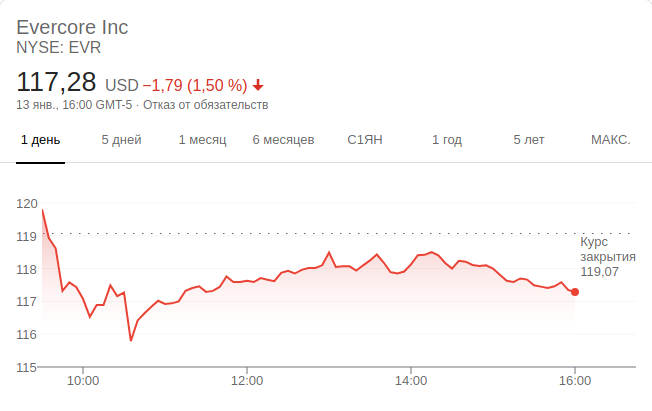 Evercore Inc
NYSE: EVR
117,28 USD −1,79 (1,50 %)
13 янв., 16:00 GMT-5 · Отказ от обязательств
1 день 5 дней 1 месяц 6 месяцев С1ЯН 1 год 5 лет МАКС.
120
119
118
117
116
115
Курс
закрытия
119,07
10:00 12:00 14:00 16:00